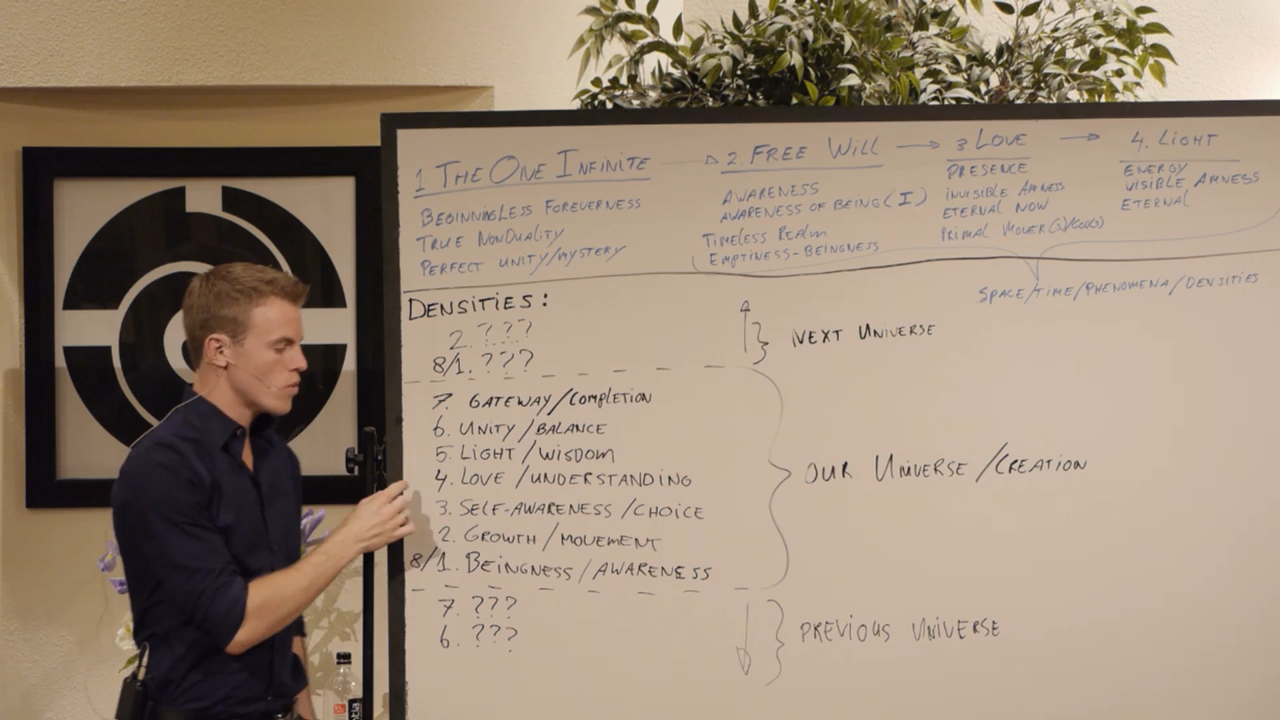 1 THE ONE INFINITE → 2 FREE WILL → 3 LOVE → 4. LIGHT
BEGINNINGLESS FOREVERNESS
TRUE NONDUALITY
PERFECT UNITY/MYSTERY
AWARENESS
AWARENESS OF BEING (I)
TIMELESS REALM
EMPTINESS-BEINGNESS
PRESENCE
INVISIBLE AMNESS
ETERNAL NOW
PRIMAL MOVER(S)/
ENERGY
VISIBLE AMNESS
ETERNAL
SPACE/TIME/PHENOMENA/DENSITIES
DENSITIES:
2. ???
8/1. ???
NEXT UNIVERSE
7. GATEWAY/COMPLETION
6. UNITY/BALANCE
5. LIGHT/WISDOM
4. LOVE/UNDERSTANDING
3. SELF-AWARENESS/CHOICE
2. GROWTH/MOVEMENT
8/1. BEINGNESS/AWARENESS
OUR UNIVERSE/CREATION
7. ???
6. ???
PREVIOUS UNIVERSE